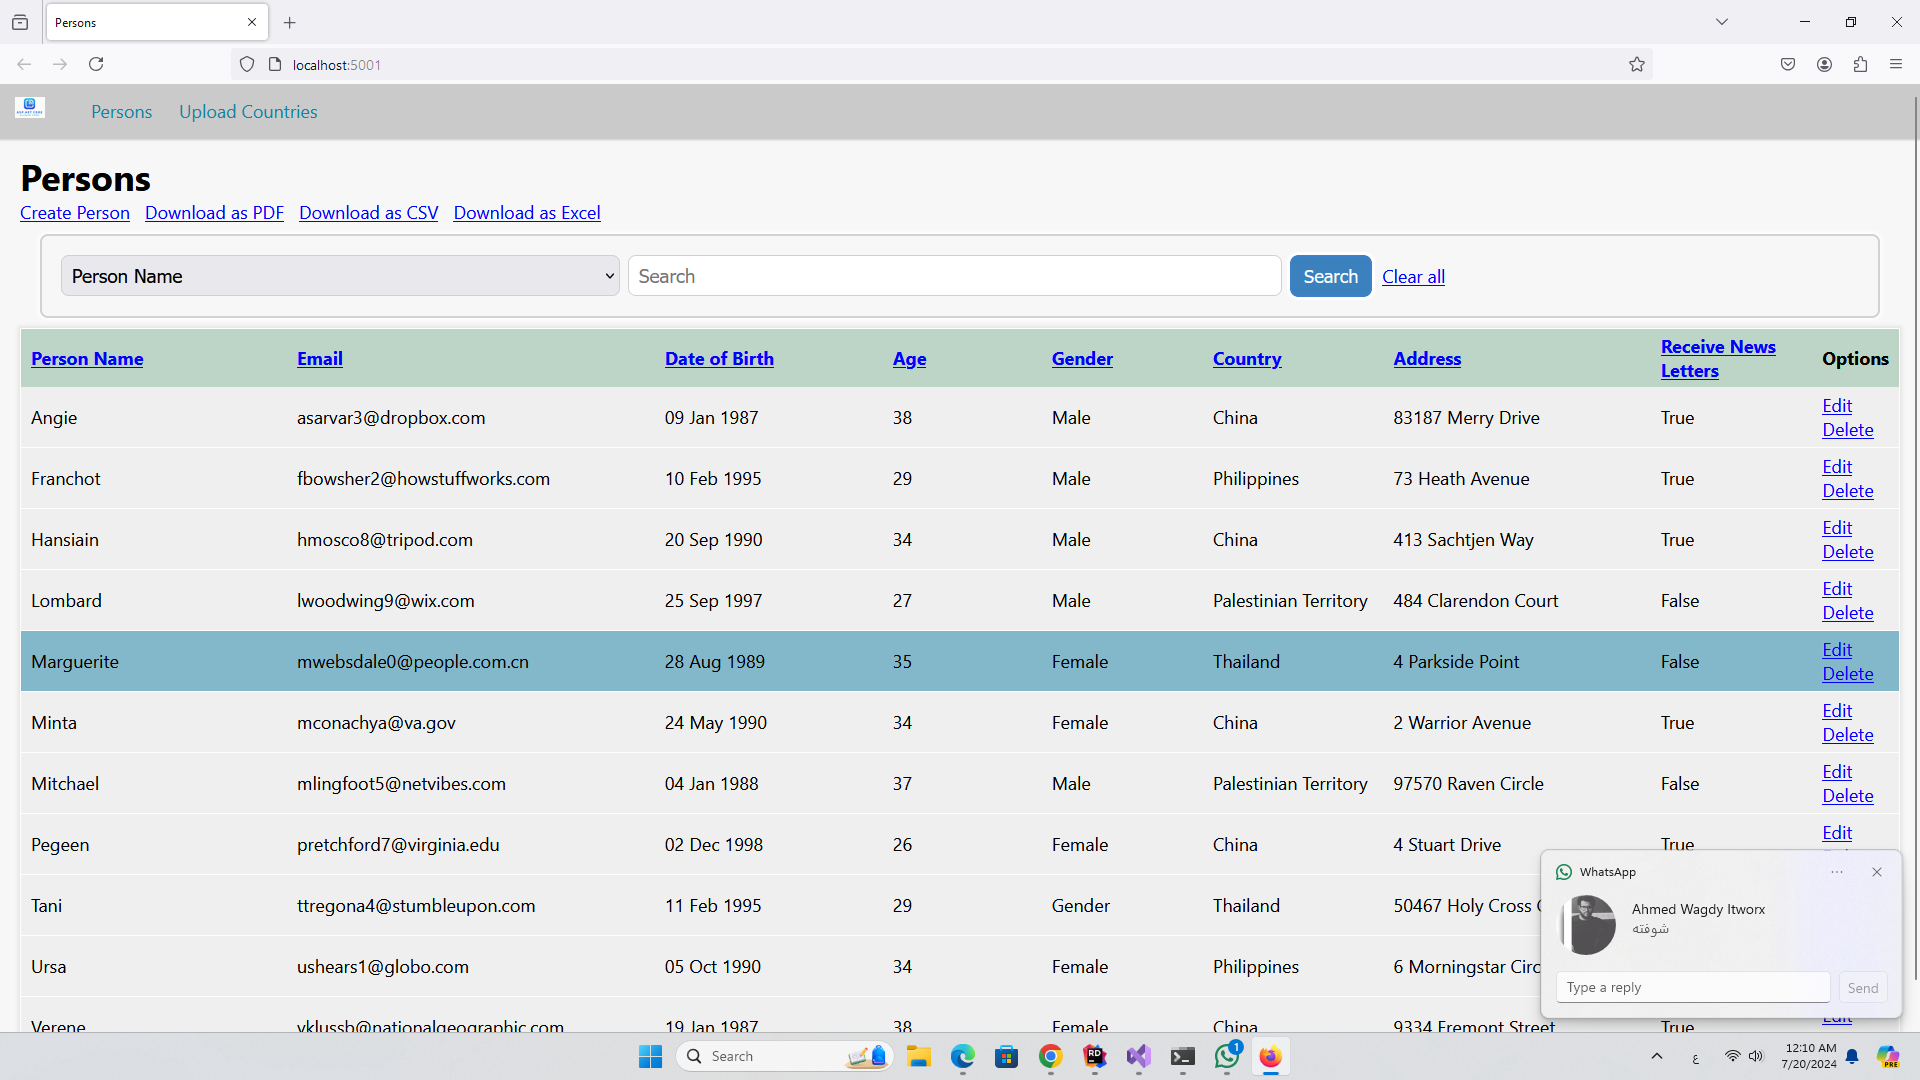 Persons
localhost:5001
Persons Upload Countries
Persons
Create Person Download as PDF Download as CSV Download as Excel
Person Name Search Search Clear all
Person Name Email Date of Birth Age Gender Country Address Receive News Letters Options
Angie asarvar3@dropbox.com 09 Jan 1987 38 Male China 83187 Merry Drive True Edit Delete
Franchot fbowsher2@howstuffworks.com 10 Feb 1995 29 Male Philippines 73 Heath Avenue True Edit Delete
Hansiain hmosco8@tripod.com 20 Sep 1990 34 Male China 413 Sachtjen Way True Edit Delete
Lombard lwoodwing9@wix.com 25 Sep 1997 27 Male Palestinian Territory 484 Clarendon Court False Edit Delete
Marguerite mwebsdale0@people.com.cn 28 Aug 1989 35 Female Thailand 4 Parkside Point False Edit Delete
Minta mconachya@va.gov 24 May 1990 34 Female China 2 Warrior Avenue True Edit Delete
Mitchael mlingfoot5@netvibes.com 04 Jan 1988 37 Male Palestinian Territory 97570 Raven Circle False Edit Delete
Pegeen pretchford7@virginia.edu 02 Dec 1998 26 Female China 4 Stuart Drive True Edit
Tani ttregona4@stumbleupon.com 11 Feb 1995 29 Gender Thailand 50467 Holy Cross
Ursa ushears1@globo.com 05 Oct 1990 34 Female Philippines 6 Morningstar
Verene vklussb@nationalgeographic.com 19 Jan 1987 38 Female China 9334 Fremont Street True Edit
WhatsApp
Ahmed Wagdy Itworx
شوفته
Type a reply Send
Search
RD
1
ع
12:10 AM
7/20/2024
PRE